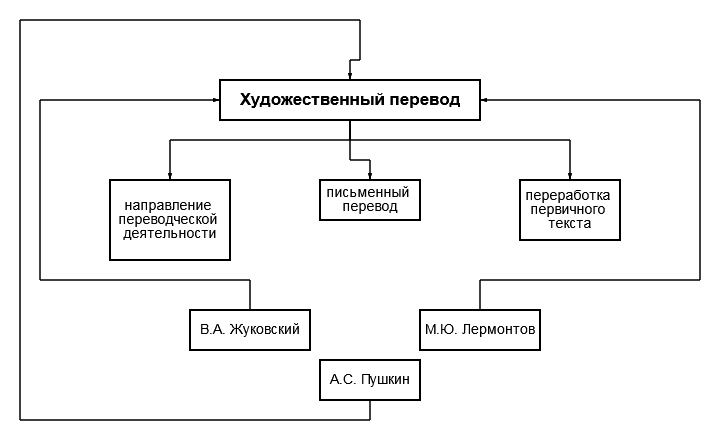 Художественный перевод
направление
переводческой
деятельности
письменный
перевод
переработка
первичного
текста
В.А. Жуковский
М.Ю. Лермонтов
А.С. Пушкин